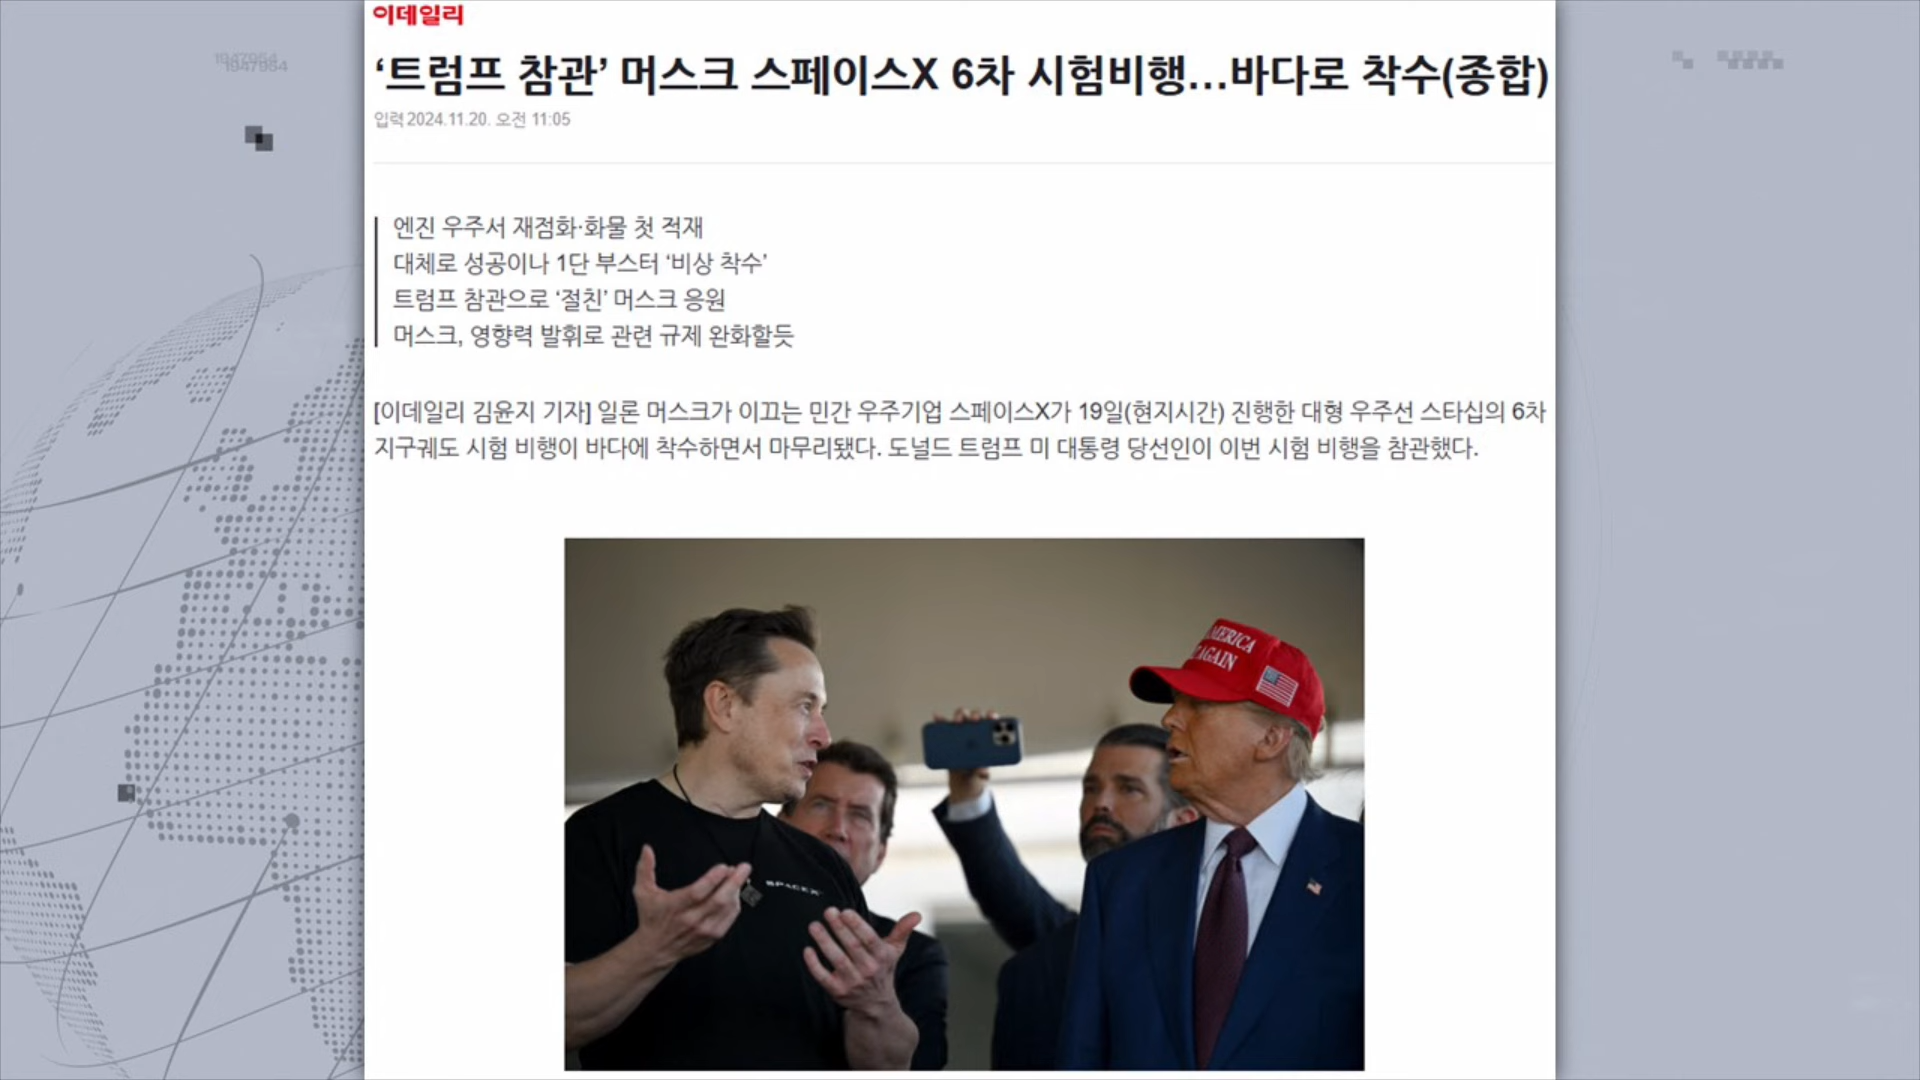 이데일리
‘트럼프 참관’ 머스크 스페이스X 6차 시험비행...바다로 착수(종합)
입력 2024.11.20. 오전 11:05
엔진 우주서 재점화·화물 첫 적재
대체로 성공이나 1단 부스터 ‘비상 착수’
트럼프 참관으로 ‘절친’ 머스크 응원
머스크, 영향력 발휘로 관련 규제 완화할듯
[이데일리 김윤지 기자] 일론 머스크가 이끄는 민간 우주기업 스페이스X가 19일(현지시간) 진행한 대형 우주선 스타십의 6차
지구궤도 시험 비행이 바다에 착수하면서 마무리됐다. 도널드 트럼프 미 대통령 당선인이 이번 시험 비행을 참관했다.
AMERICA
AGAIN
SPACEX
1947954